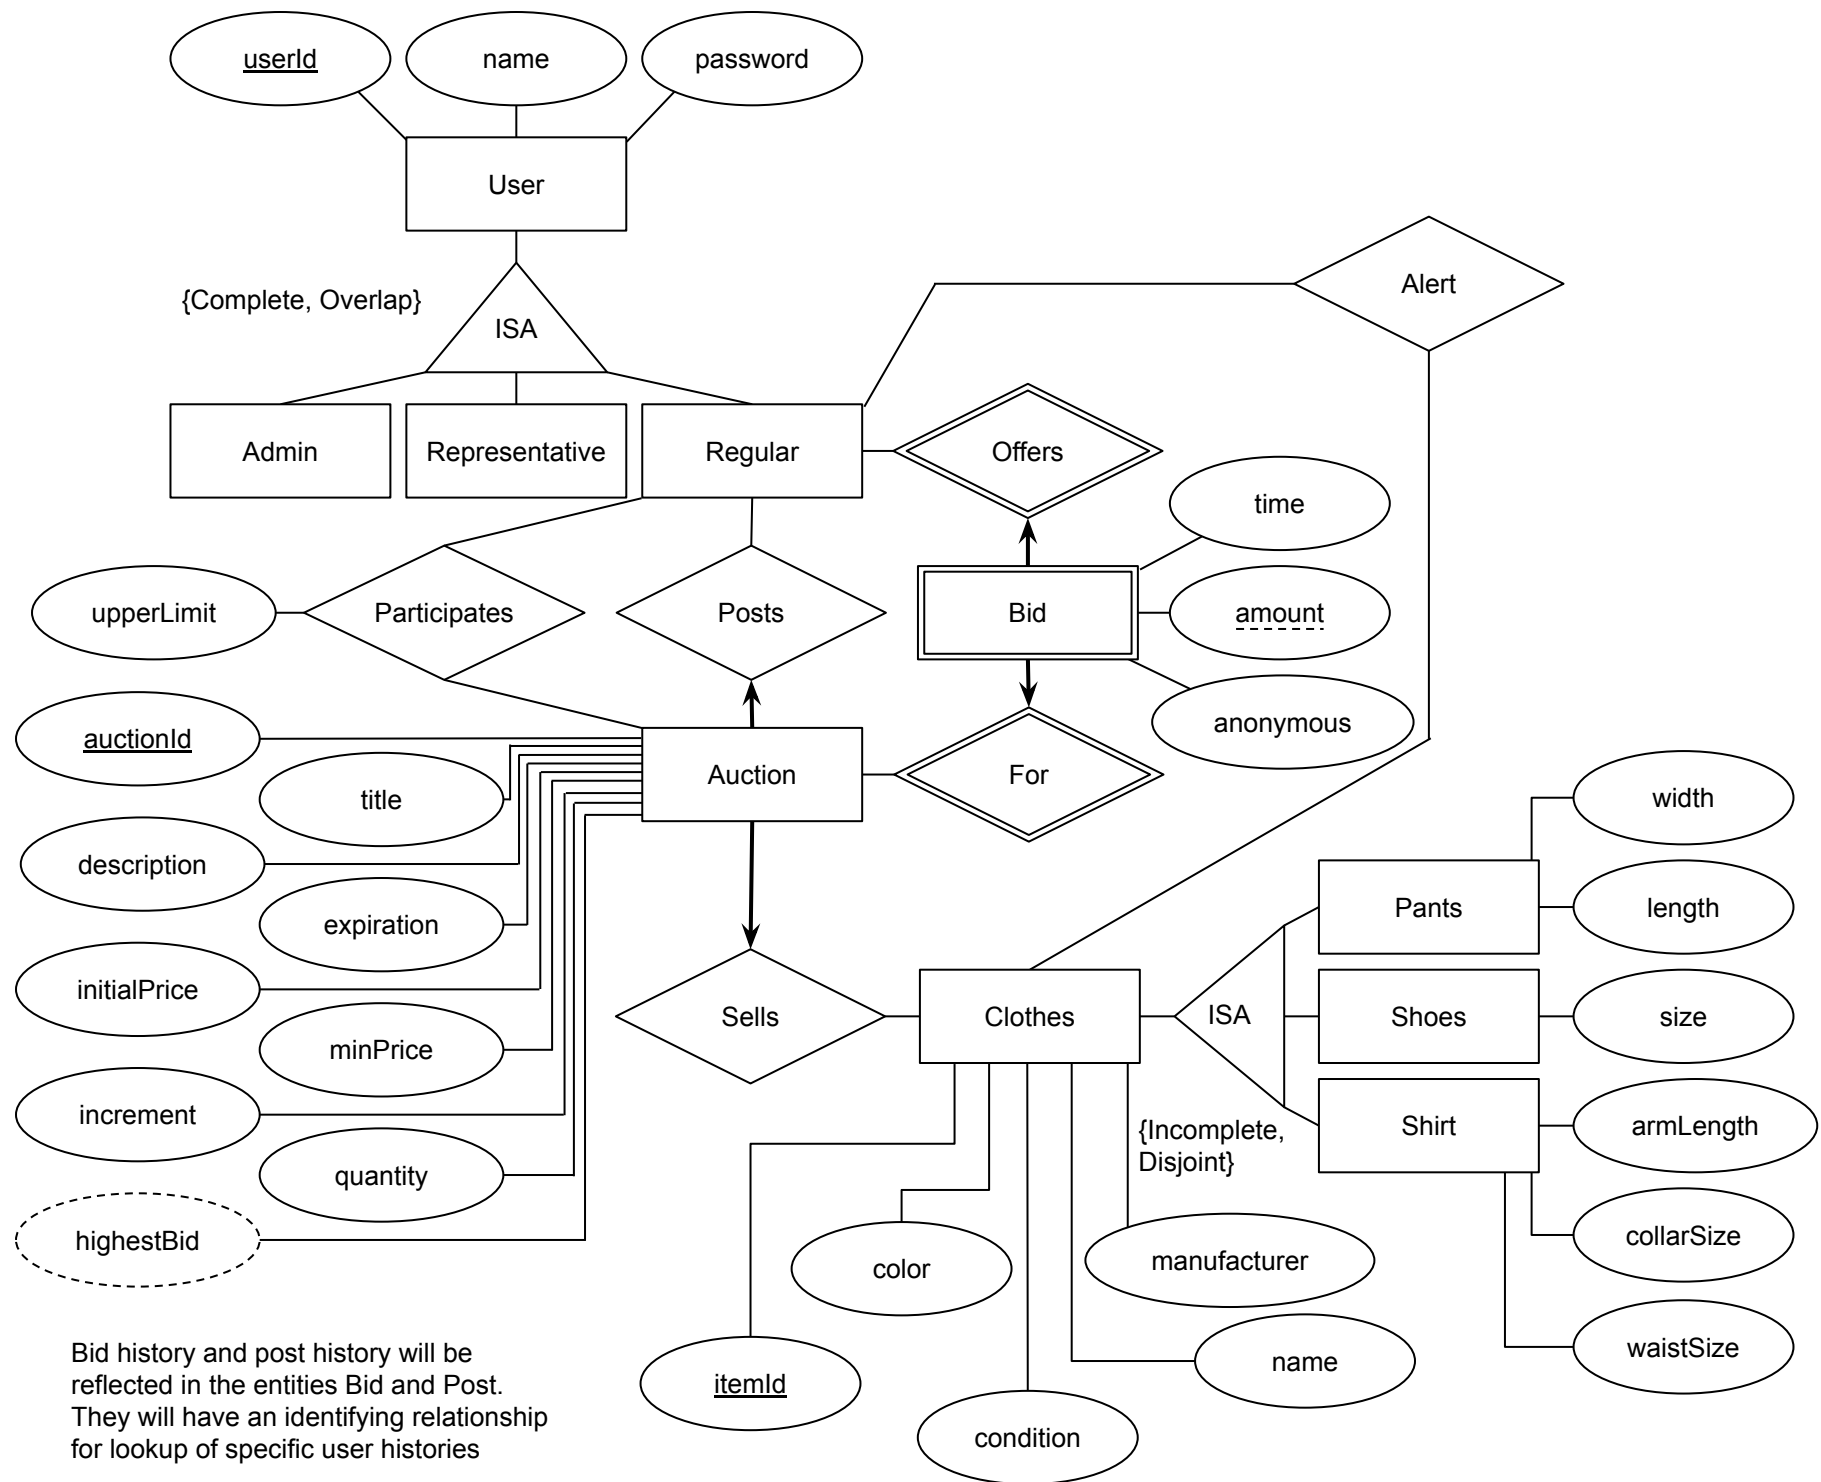 userId
name
password
User
{Complete, Overlap}
ISA
Alert
Admin
Representative
Regular
Offers
time
upperLimit
Participates
Posts
Bid
amount
anonymous
auctionId
title
Auction
For
description
expiration
initialPrice
minPrice
increment
quantity
highestBid
Sells
Clothes
ISA
{Incomplete,
Disjoint}
Pants
width
length
Shoes
size
Shirt
armLength
collarSize
waistSize
color
manufacturer
itemId
name
condition
Bid history and post history will be
reflected in the entities Bid and Post.
They will have an identifying relationship
for lookup of specific user histories